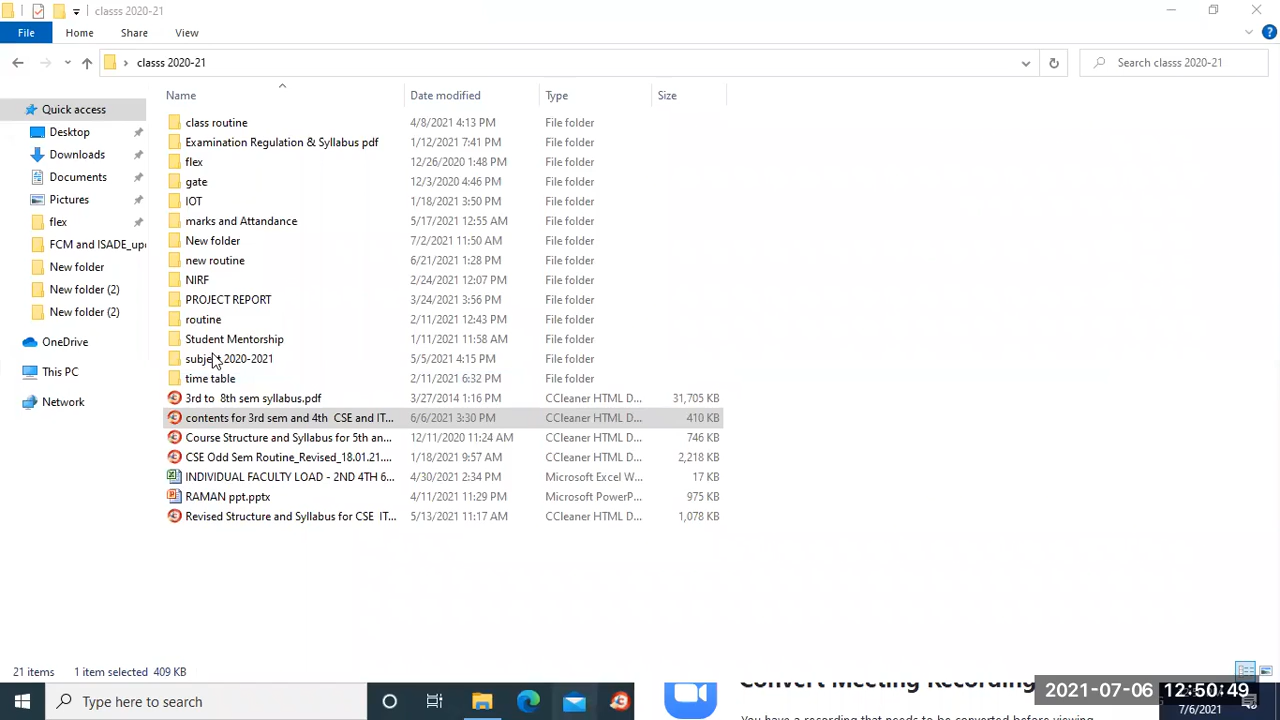 classs 2020-21
File Home Share View
classs 2020-21 Search classs 2020-21
Name Date modified Type Size
Quick access
Desktop
Downloads
Documents
Pictures
flex
FCM and ISADE_up
New folder
New folder (2)
New folder (2)
OneDrive
This PC
Network
class routine 4/8/2021 4:13 PM File folder
Examination Regulation & Syllabus pdf 1/12/2021 7:41 PM File folder
flex 12/26/2020 1:48 PM File folder
gate 12/3/2020 4:46 PM File folder
IOT 1/18/2021 3:50 PM File folder
marks and Attandance 5/17/2021 12:55 AM File folder
New folder 7/2/2021 11:50 AM File folder
new routine 6/21/2021 1:28 PM File folder
NIRF 2/24/2021 12:07 PM File folder
PROJECT REPORT 3/24/2021 3:56 PM File folder
routine 2/11/2021 12:43 PM File folder
Student Mentorship 1/11/2021 11:58 AM File folder
subject 2020-2021 5/5/2021 4:15 PM File folder
time table 2/11/2021 6:32 PM File folder
3rd to 8th sem syllabus.pdf 3/27/2014 1:16 PM CCleaner HTML D... 31,705 KB
contents for 3rd sem and 4th CSE and IT... 6/6/2021 3:30 PM CCleaner HTML D... 410 KB
Course Structure and Syllabus for 5th an... 12/11/2020 11:24 AM CCleaner HTML D... 746 KB
CSE Odd Sem Routine_Revised_18.01.21.... 1/18/2021 9:57 AM CCleaner HTML D... 2,218 KB
INDIVIDUAL FACULTY LOAD - 2ND 4TH 6... 4/30/2021 2:34 PM Microsoft Excel W... 17 KB
RAMAN ppt.pptx 4/11/2021 11:29 PM Microsoft PowerP... 975 KB
Revised Structure and Syllabus for CSE IT... 5/13/2021 11:17 AM CCleaner HTML D... 1,078 KB
21 items 1 item selected 409 KB
Type here to search
Convert Meeting Recording
You have a recording that needs to be converted before viewing
2021-07-06 12:50:49
7/6/2021